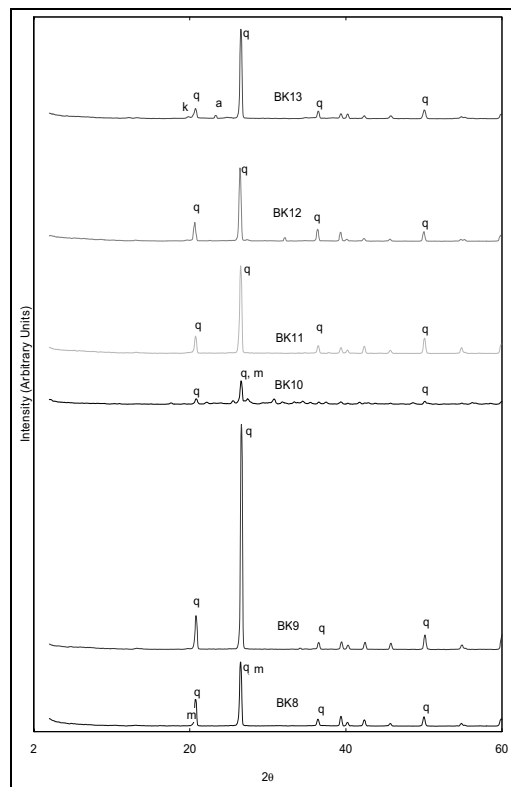 q
BK13
k q a q q
q
BK12
q q q
q
BK11
q q q
q, m
BK10
q q
q
q
BK9
q q
q, m
q
BK8
m q q
Intensity (Arbitrary Units)
2 20 40 60
2θ